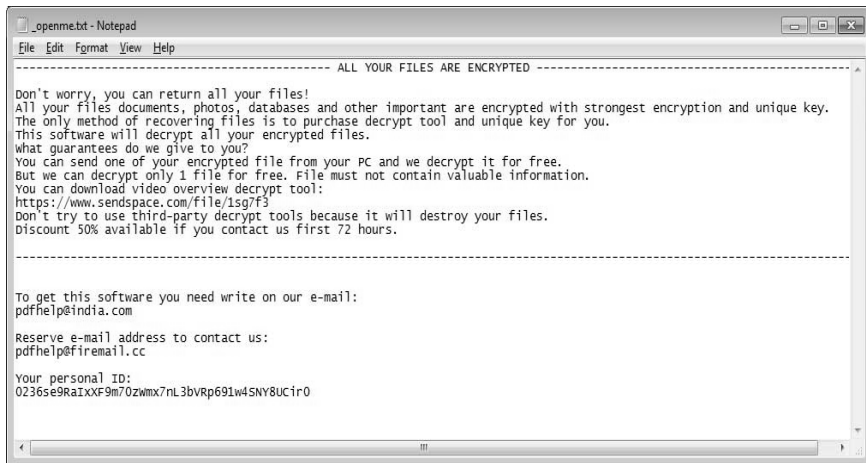 _openme.txt - Notepad
File Edit Format View Help
---------------------------------------------- ALL YOUR FILES ARE ENCRYPTED ----------------------------------------------
Don't worry, you can return all your files!
All your files documents, photos, databases and other important are encrypted with strongest encryption and unique key.
The only method of recovering files is to purchase decrypt tool and unique key for you.
This software will decrypt all your encrypted files.
What guarantees do we give to you?
You can send one of your encrypted file from your PC and we decrypt it for free.
But we can decrypt only 1 file for free. File must not contain valuable information.
You can download video overview decrypt tool:
https://www.sendspace.com/file/1sg7f3
Don't try to use third-party decrypt tools because it will destroy your files.
Discount 50% available if you contact us first 72 hours.
--------------------------------------------------------------------------------------------------------------------------
To get this software you need write on our e-mail:
pdfhelp@india.com
Reserve e-mail address to contact us:
pdfhelp@firemail.cc
Your personal ID:
0236se9RaIxXF9m70zWmx7nL3bVRp691w4SNY8UCir0